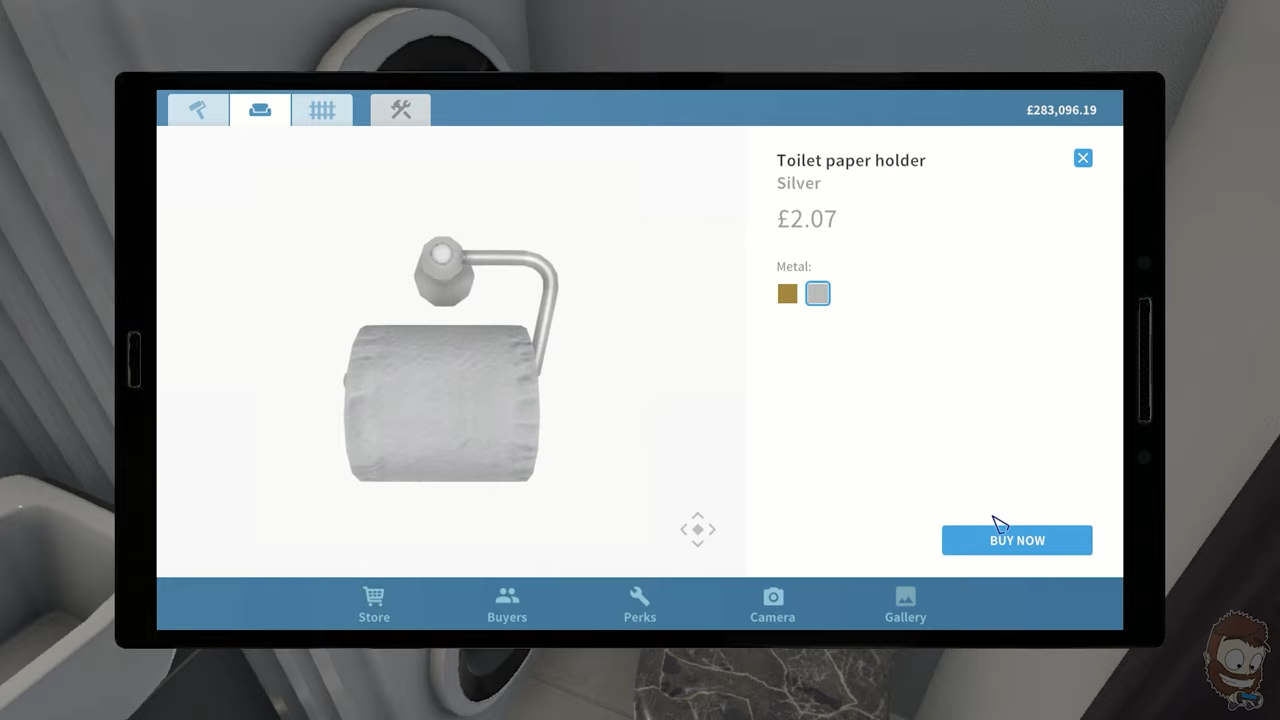 £283,096.19
Toilet paper holder
Silver
£2.07
Metal:
BUY NOW
Store
Buyers
Perks
Camera
Gallery